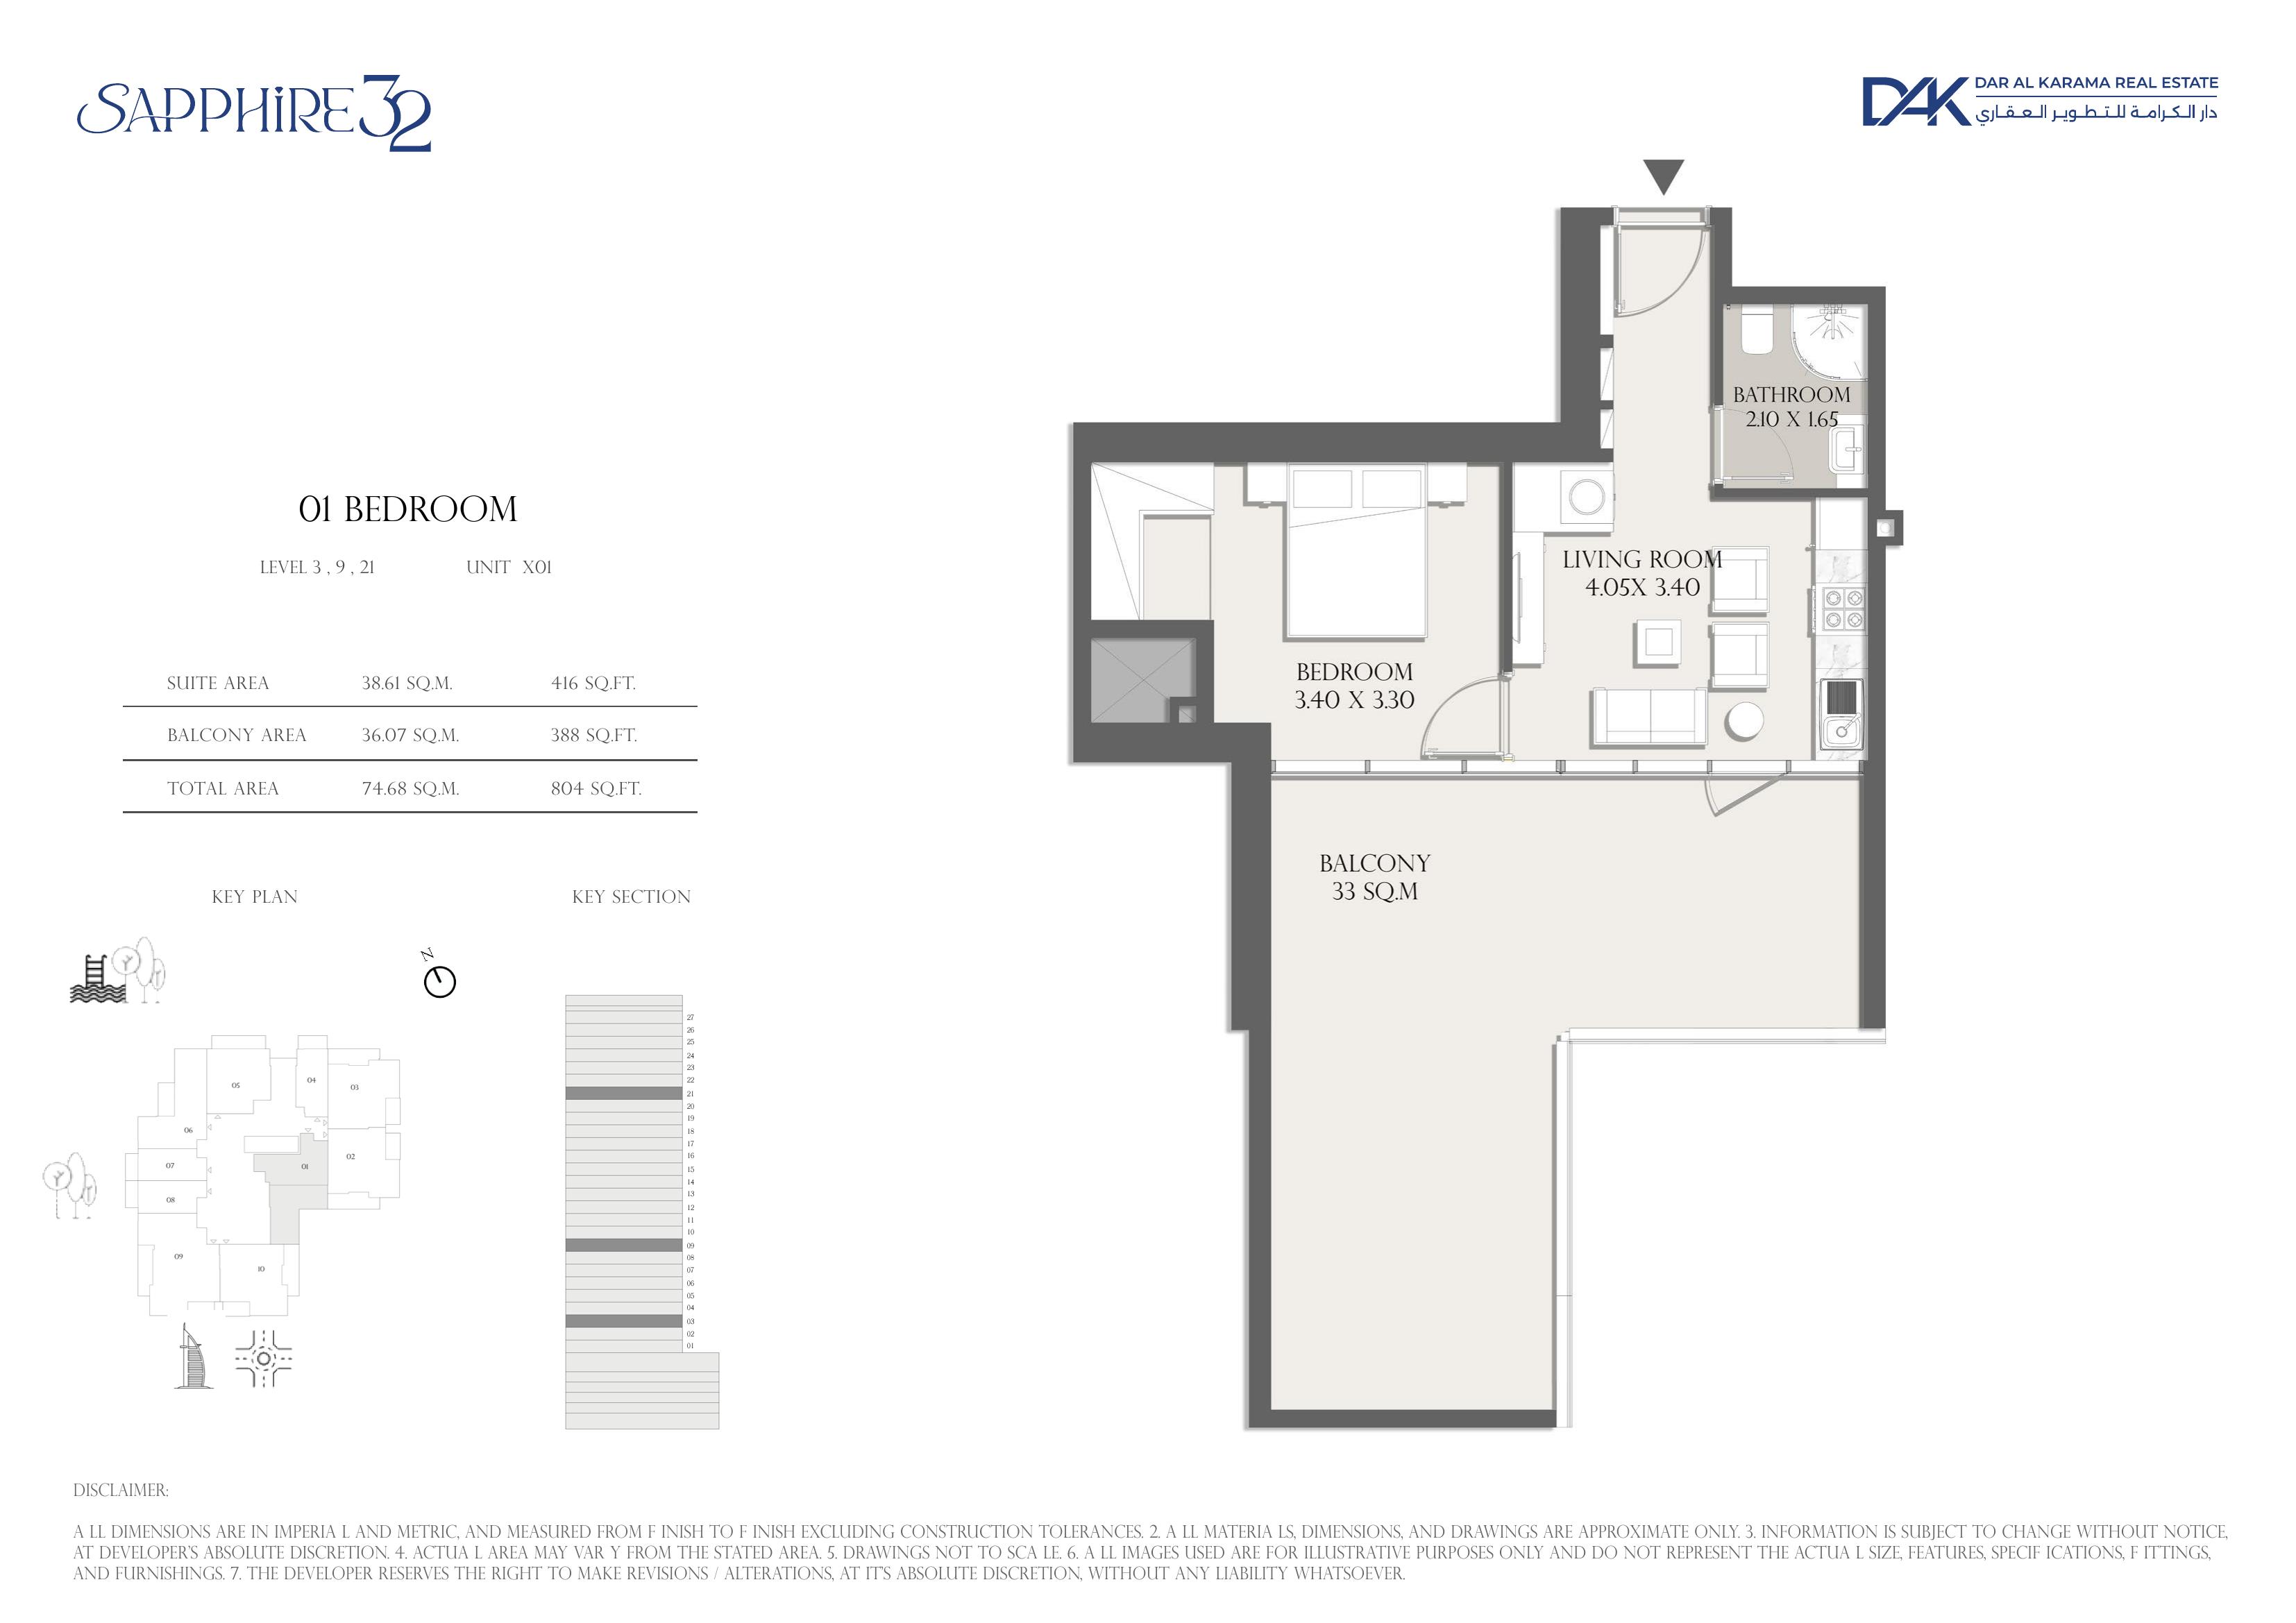 SAPPHIRE 32
DAK DAR AL KARAMA REAL ESTATE
دار الكرامة للتطوير العقاري
BATHROOM
2.10 X 1.65
LIVING ROOM
4.05X 3.40
BEDROOM
3.40 X 3.30
BALCONY
33 SQ.M
01 BEDROOM
LEVEL 3 , 9 , 21 UNIT X01
SUITE AREA 38.61 SQ.M. 416 SQ.FT.
BALCONY AREA 36.07 SQ.M. 388 SQ.FT.
TOTAL AREA 74.68 SQ.M. 804 SQ.FT.
KEY PLAN KEY SECTION
N
05
04
03
06
02
01
07
08
09
10
27
26
25
24
23
22
21
20
19
18
17
16
15
14
13
12
11
10
09
08
07
06
05
04
03
02
01
DISCLAIMER:
A LL DIMENSIONS ARE IN IMPERIA L AND METRIC, AND MEASURED FROM F INISH TO F INISH EXCLUDING CONSTRUCTION TOLERANCES. 2. A LL MATERIA LS, DIMENSIONS, AND DRAWINGS ARE APPROXIMATE ONLY. 3. INFORMATION IS SUBJECT TO CHANGE WITHOUT NOTICE,
AT DEVELOPER'S ABSOLUTE DISCRETION. 4. ACTUA L AREA MAY VAR Y FROM THE STATED AREA. 5. DRAWINGS NOT TO SCA LE. 6. A LL IMAGES USED ARE FOR ILLUSTRATIVE PURPOSES ONLY AND DO NOT REPRESENT THE ACTUA L SIZE, FEATURES, SPECIF ICATIONS, F ITTINGS,
AND FURNISHINGS. 7. THE DEVELOPER RESERVES THE RIGHT TO MAKE REVISIONS / ALTERATIONS, AT IT'S ABSOLUTE DISCRETION, WITHOUT ANY LIABILITY WHATSOEVER.